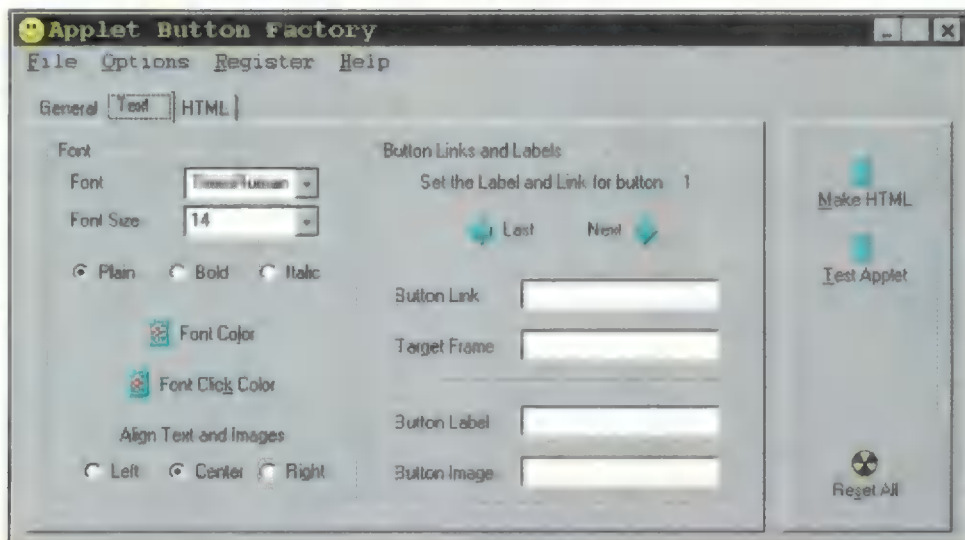 Applet Button Factory
File Options Register Help
General Text HTML
Font
Font TimesRoman
Font Size 14
Plain Bold Italic
Font Color
Font Click Color
Align Text and Images
Left Center Right
Button Links and Labels
Set the Label and Link for button 1
Last Next
Button Link
Target Frame
Button Label
Button Image
Make HTML
Test Applet
Reset All